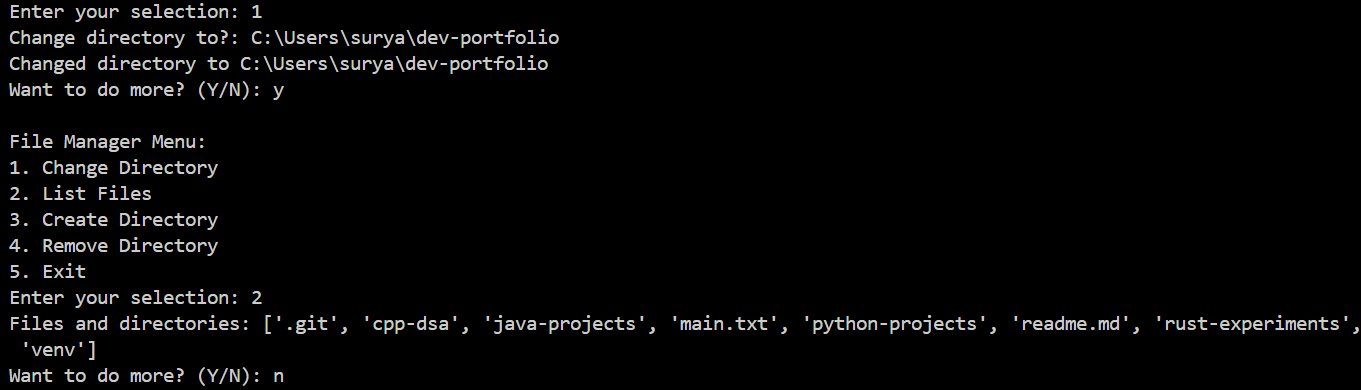 Enter your selection: 1
Change directory to?: C:\Users\surya\dev-portfolio
Changed directory to C:\Users\surya\dev-portfolio
Want to do more? (Y/N): y
File Manager Menu:
1. Change Directory
2. List Files
3. Create Directory
4. Remove Directory
5. Exit
Enter your selection: 2
Files and directories: ['.git', 'cpp-dsa', 'java-projects', 'main.txt', 'python-projects', 'readme.md', 'rust-experiments',
'venv']
Want to do more? (Y/N): n